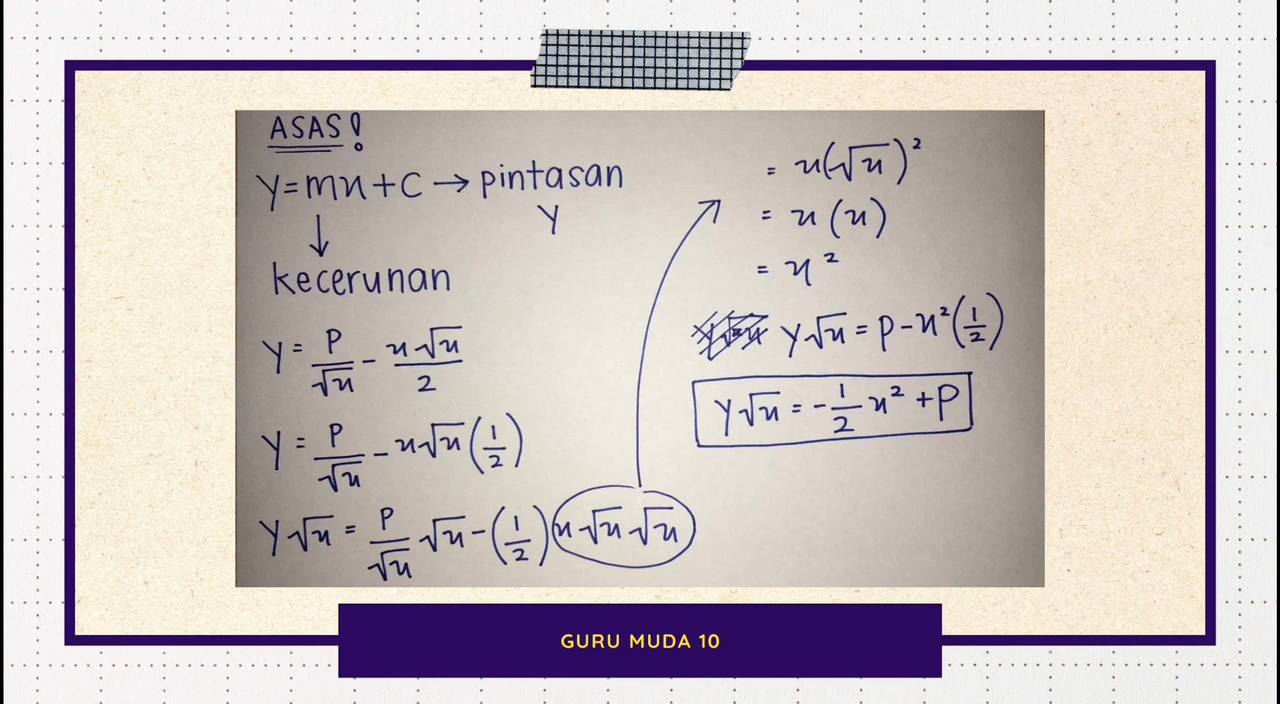 ASAS!
y = mx + c → pintasan y
↓
kecerunan
y = p/√x - x√x/2
y = p/√x - x√x(1/2)
y√x = p/√x √x - (1/2) x√x√x
= x(√x)²
= x(x)
= x²
y√x = p - x²(1/2)
y√x = -1/2 x² + p
GURU MUDA 10